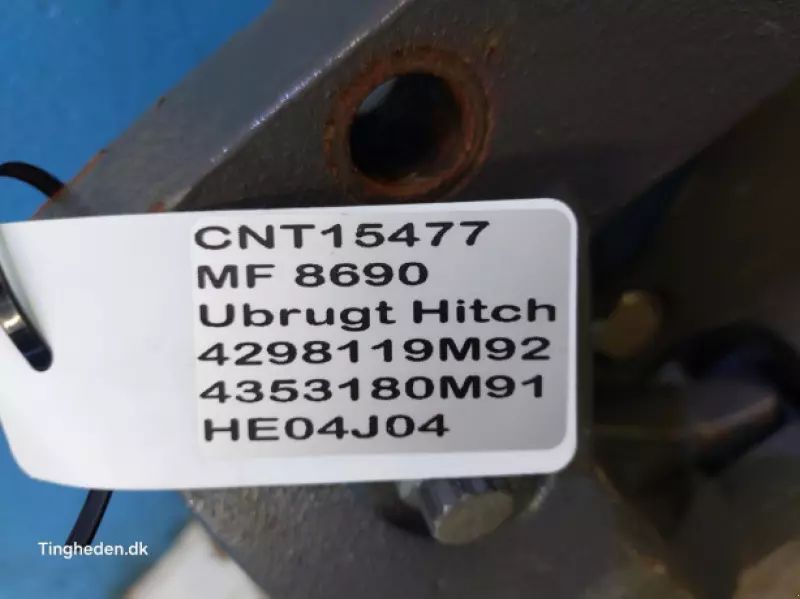 CNT15477
MF 8690
Ubrugt Hitch
4298119M92
4353180M91
HE04J04
Tingheden.dk